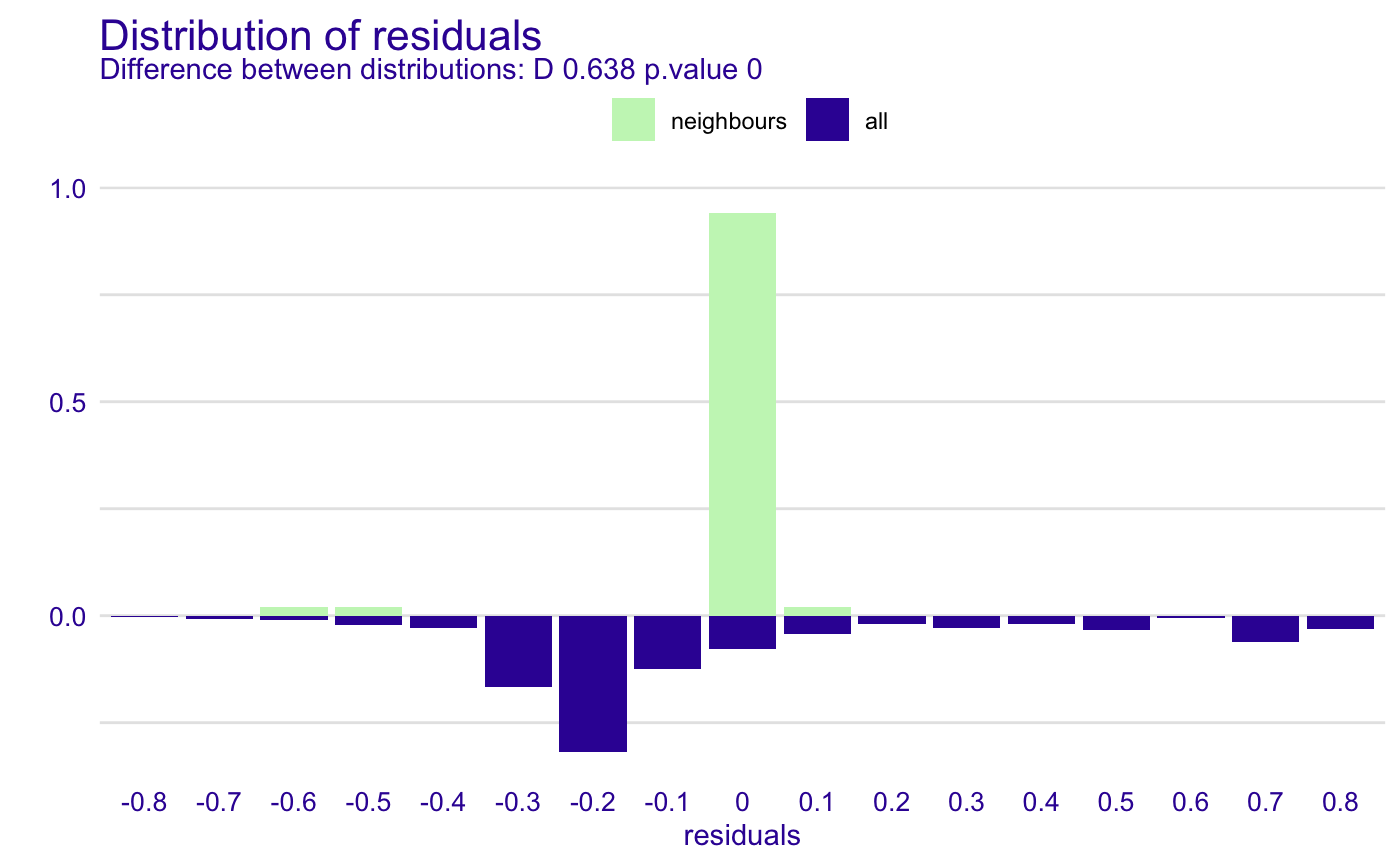 Distribution of residuals
Difference between distributions: D 0.638 p.value 0
neighbours all
1.0
0.5
0.0
-0.8 -0.7 -0.6 -0.5 -0.4 -0.3 -0.2 -0.1 0 0.1 0.2 0.3 0.4 0.5 0.6 0.7 0.8
residuals